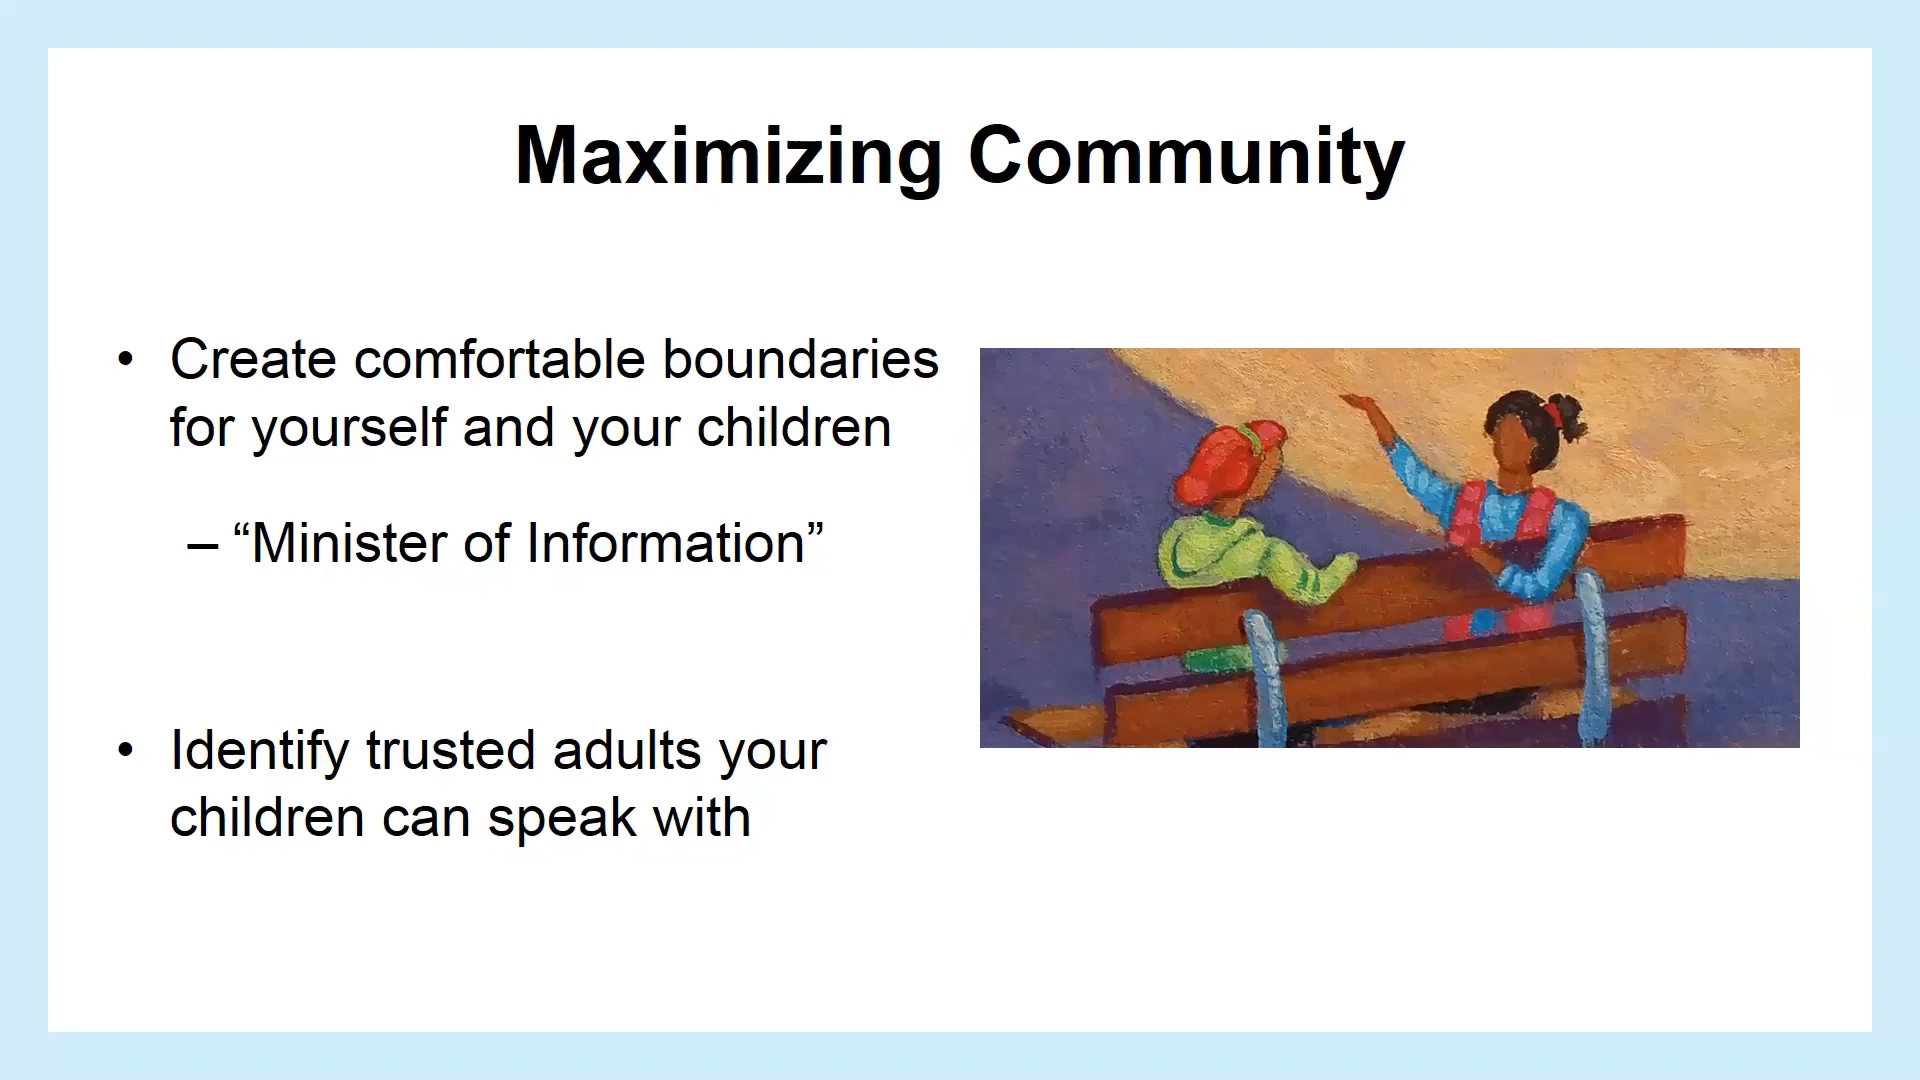 Maximizing Community
• Create comfortable boundaries
for yourself and your children
– “Minister of Information”
• Identify trusted adults your
children can speak with